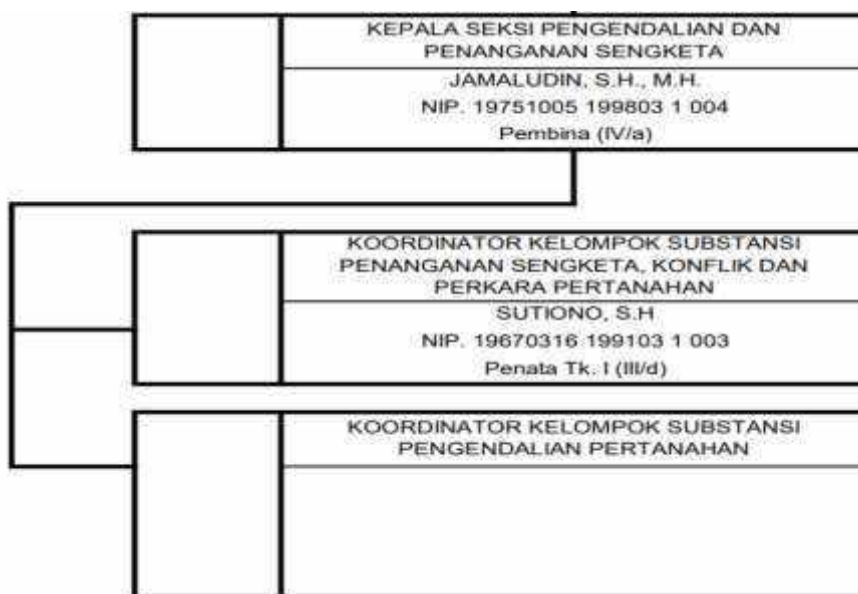 KEPALA SEKSI PENGENDALIAN DAN
PENANGANAN SENGKETA
JAMALUDIN, S.H., M.H.
NIP. 19751005 199803 1 004
Pembina (IV/a)
KOORDINATOR KELOMPOK SUBSTANSI
PENANGANAN SENGKETA, KONFLIK DAN
PERKARA PERTANAHAN
SUTIONO, S.H
NIP. 19670316 199103 1 003
Penata Tk. I (III/d)
KOORDINATOR KELOMPOK SUBSTANSI
PENGENDALIAN PERTANAHAN